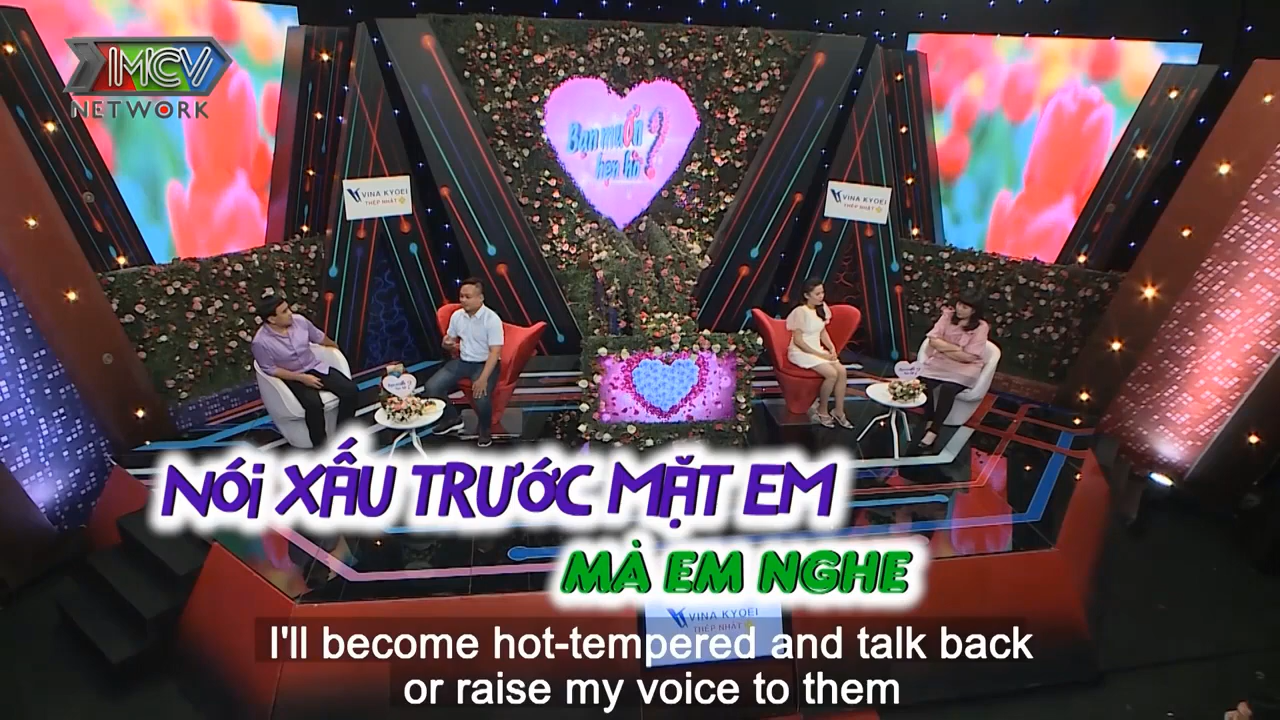 MCV
NETWORK
Bạn muốn
hẹn hò ?
VINA KYOEI
THÉP NHẬT
VINA KYOEI
THÉP NHẬT
NÓI XẤU TRƯỚC MẶT EM
MÀ EM NGHE
VINA KYOEI
THÉP NHẬT
I'll become hot-tempered and talk back
or raise my voice to them